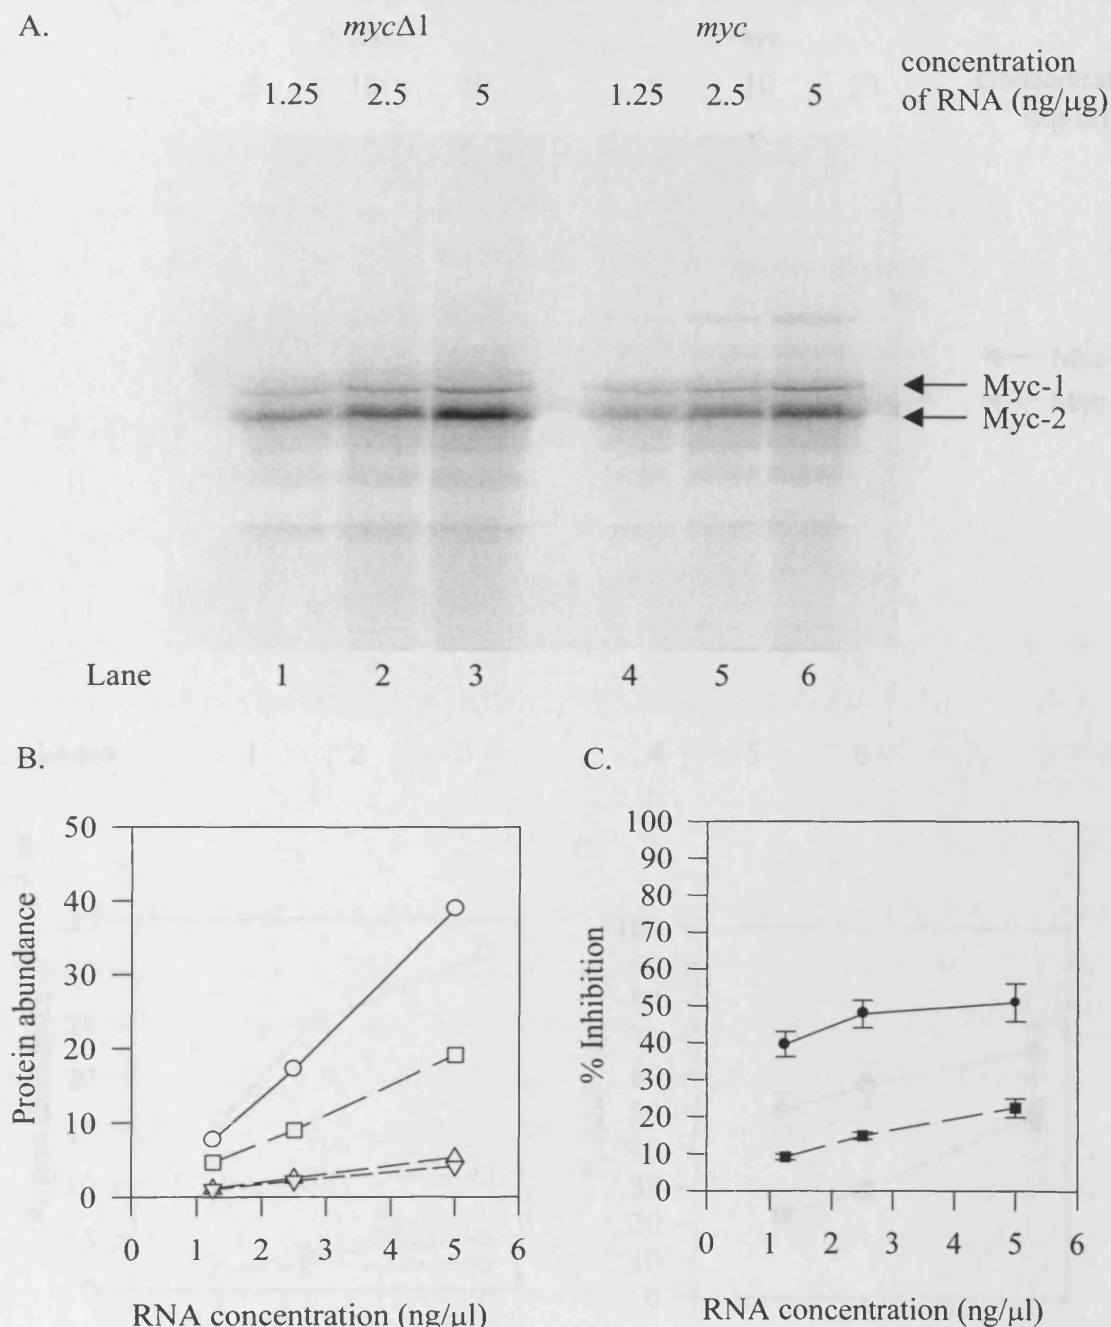 A.
mycΔ1 myc
concentration
1.25 2.5 5 1.25 2.5 5 of RNA (ng/μg)
Myc-1
Myc-2
Lane 1 2 3 4 5 6
B.
50
40
30
20
10
0
Protein abundance
0 1 2 3 4 5 6
RNA concentration (ng/μl)
C.
100
90
80
70
60
50
40
30
20
10
0
% Inhibition
0 1 2 3 4 5 6
RNA concentration (ng/μl)